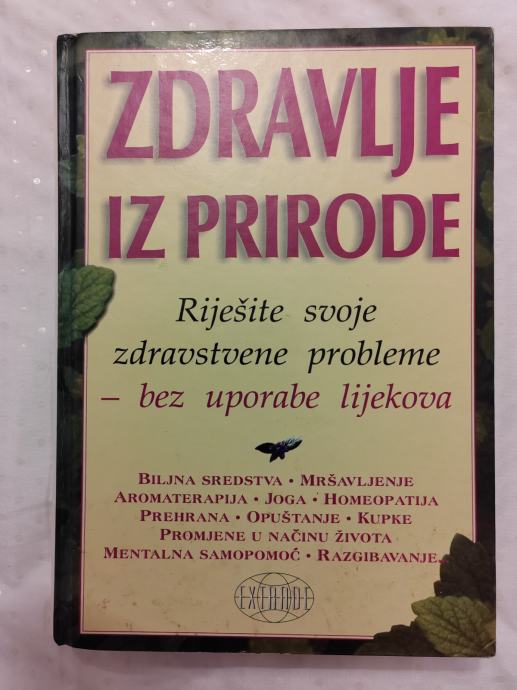 ZDRAVLJE
IZ PRIRODE
Riješite svoje
zdravstvene probleme
– bez uporabe lijekova
BILJNA SREDSTVA • MRŠAVLJENJE
AROMATERAPIJA • JOGA • HOMEOPATIJA
PREHRANA • OPUŠTANJE • KUPKE
PROMJENE U NAČINU ŽIVOTA
MENTALNA SAMOPOMOĆ • RAZGIBAVANJE...
EXTRADE